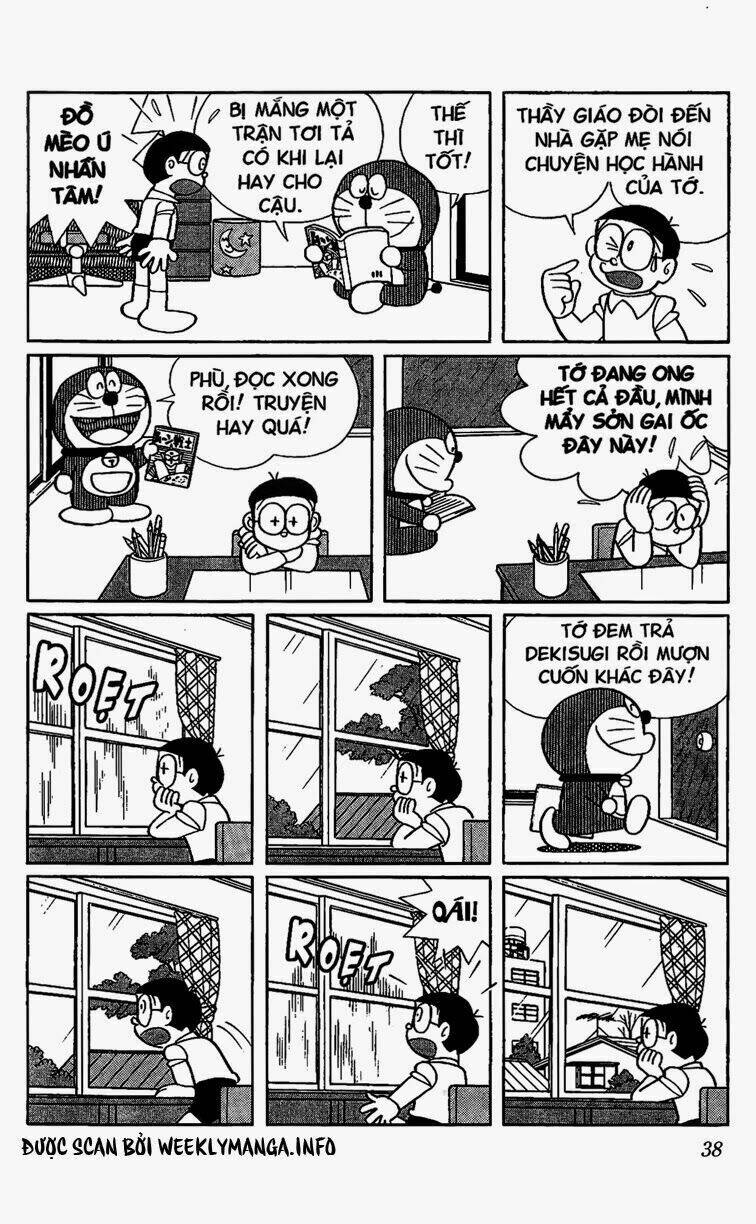 THẦY GIÁO ĐÒI ĐẾN
NHÀ GẶP MẸ NÓI
CHUYỆN HỌC HÀNH
CỦA TỚ.
THẾ
THÌ
TỐT!
BỊ MẮNG MỘT
TRẬN TƠI TẢ
CÓ KHI LẠI
HAY CHO
CẬU.
ĐỒ
MÈO Ú
NHẪN
TÂM!
TỚ ĐANG ONG
HẾT CẢ ĐẦU, MÌNH
MẨY SỞN GAI ỐC
ĐÂY NÀY!
PHÙ, ĐỌC XONG
RỒI! TRUYỆN
HAY QUÁ!
TỚ ĐEM TRẢ
DEKISUGI RỒI MƯỢN
CUỐN KHÁC ĐÂY!
ROẸT
OÁI!
ROẸT
ĐƯỢC SCAN BỞI WEEKLYMANGA.INFO
38